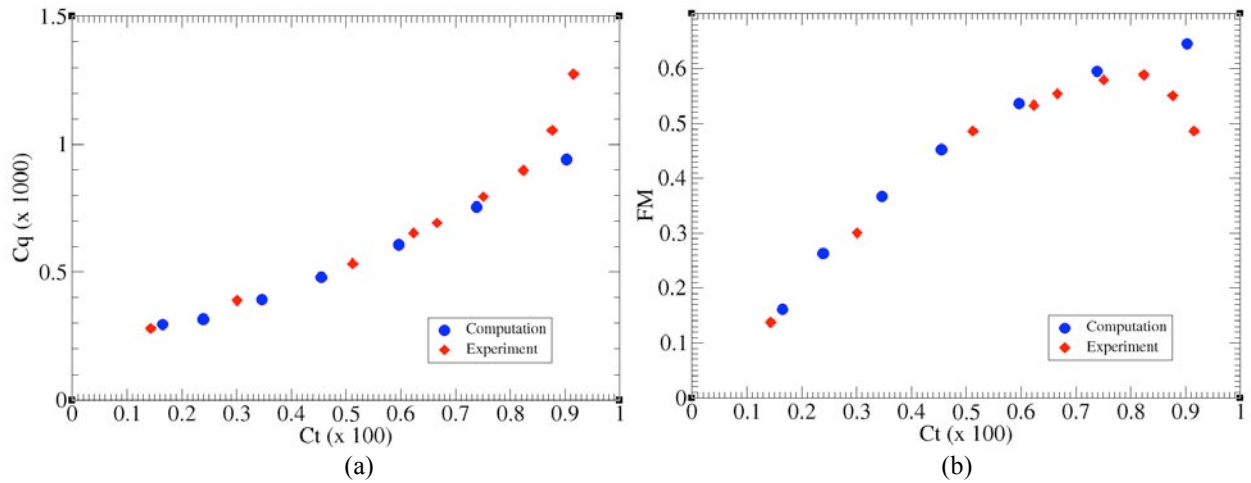 1.5
1
0.5
0
Cq (x 1000)
0 0.1 0.2 0.3 0.4 0.5 0.6 0.7 0.8 0.9 1
Ct (x 100)
Computation
Experiment
(a)
0.6
0.5
0.4
0.3
0.2
0.1
0
FM
0 0.1 0.2 0.3 0.4 0.5 0.6 0.7 0.8 0.9 1
Ct (x 100)
Computation
Experiment
(b)